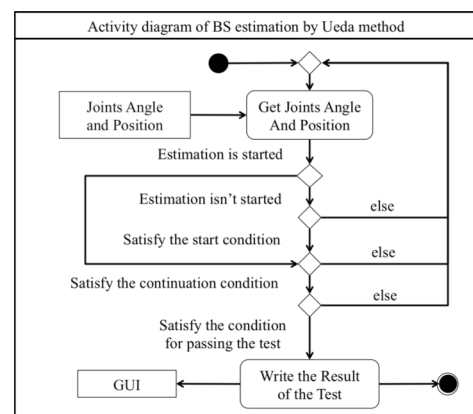 Activity diagram of BS estimation by Ueda method
Joints Angle
and Position
Get Joints Angle
And Position
Estimation is started
Estimation isn't started
else
Satisfy the start condition
else
Satisfy the continuation condition
else
Satisfy the condition
for passing the test
GUI
Write the Result
of the Test